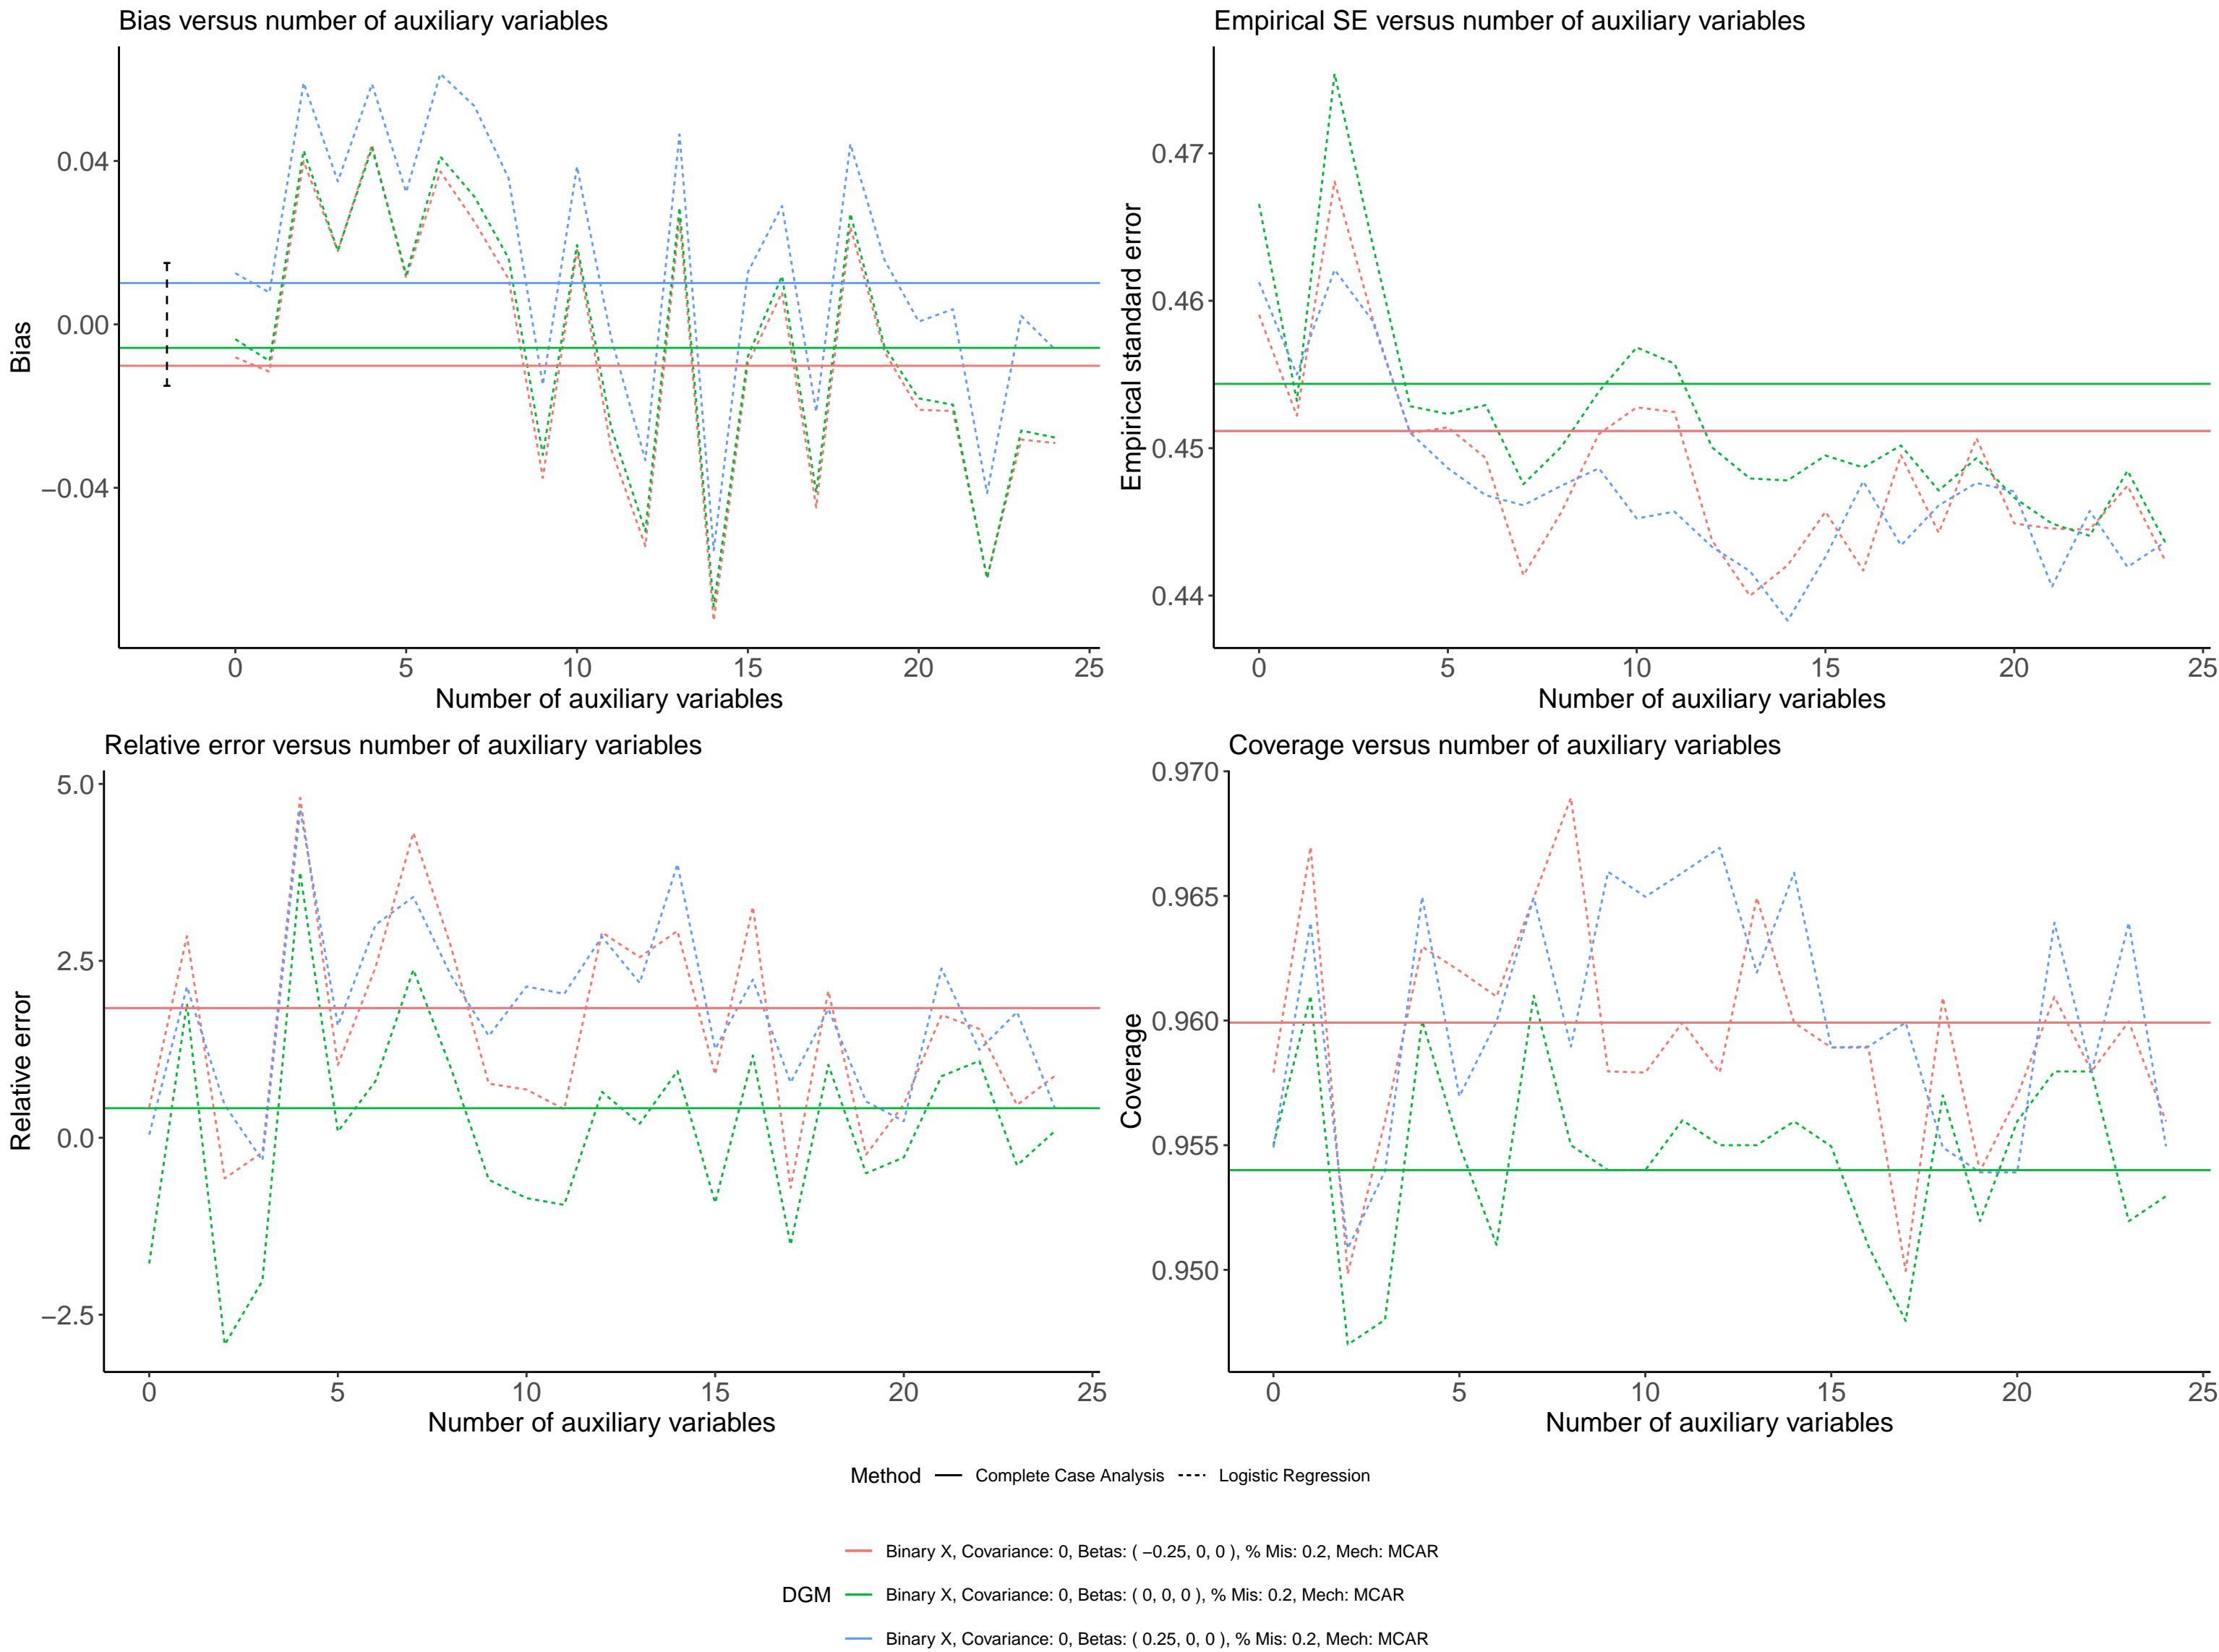 Bias versus number of auxiliary variables
0.04
0.00
−0.04
Bias
0 5 10 15 20 25
Number of auxiliary variables
Empirical SE versus number of auxiliary variables
0.47
0.46
0.45
0.44
Empirical standard error
0 5 10 15 20 25
Number of auxiliary variables
Relative error versus number of auxiliary variables
5.0
2.5
0.0
−2.5
Relative error
0 5 10 15 20 25
Number of auxiliary variables
Coverage versus number of auxiliary variables
0.970
0.965
0.960
0.955
0.950
Coverage
0 5 10 15 20 25
Number of auxiliary variables
Method Complete Case Analysis Logistic Regression
Binary X, Covariance: 0, Betas: ( −0.25, 0, 0 ), % Mis: 0.2, Mech: MCAR
DGM Binary X, Covariance: 0, Betas: ( 0, 0, 0 ), % Mis: 0.2, Mech: MCAR
Binary X, Covariance: 0, Betas: ( 0.25, 0, 0 ), % Mis: 0.2, Mech: MCAR